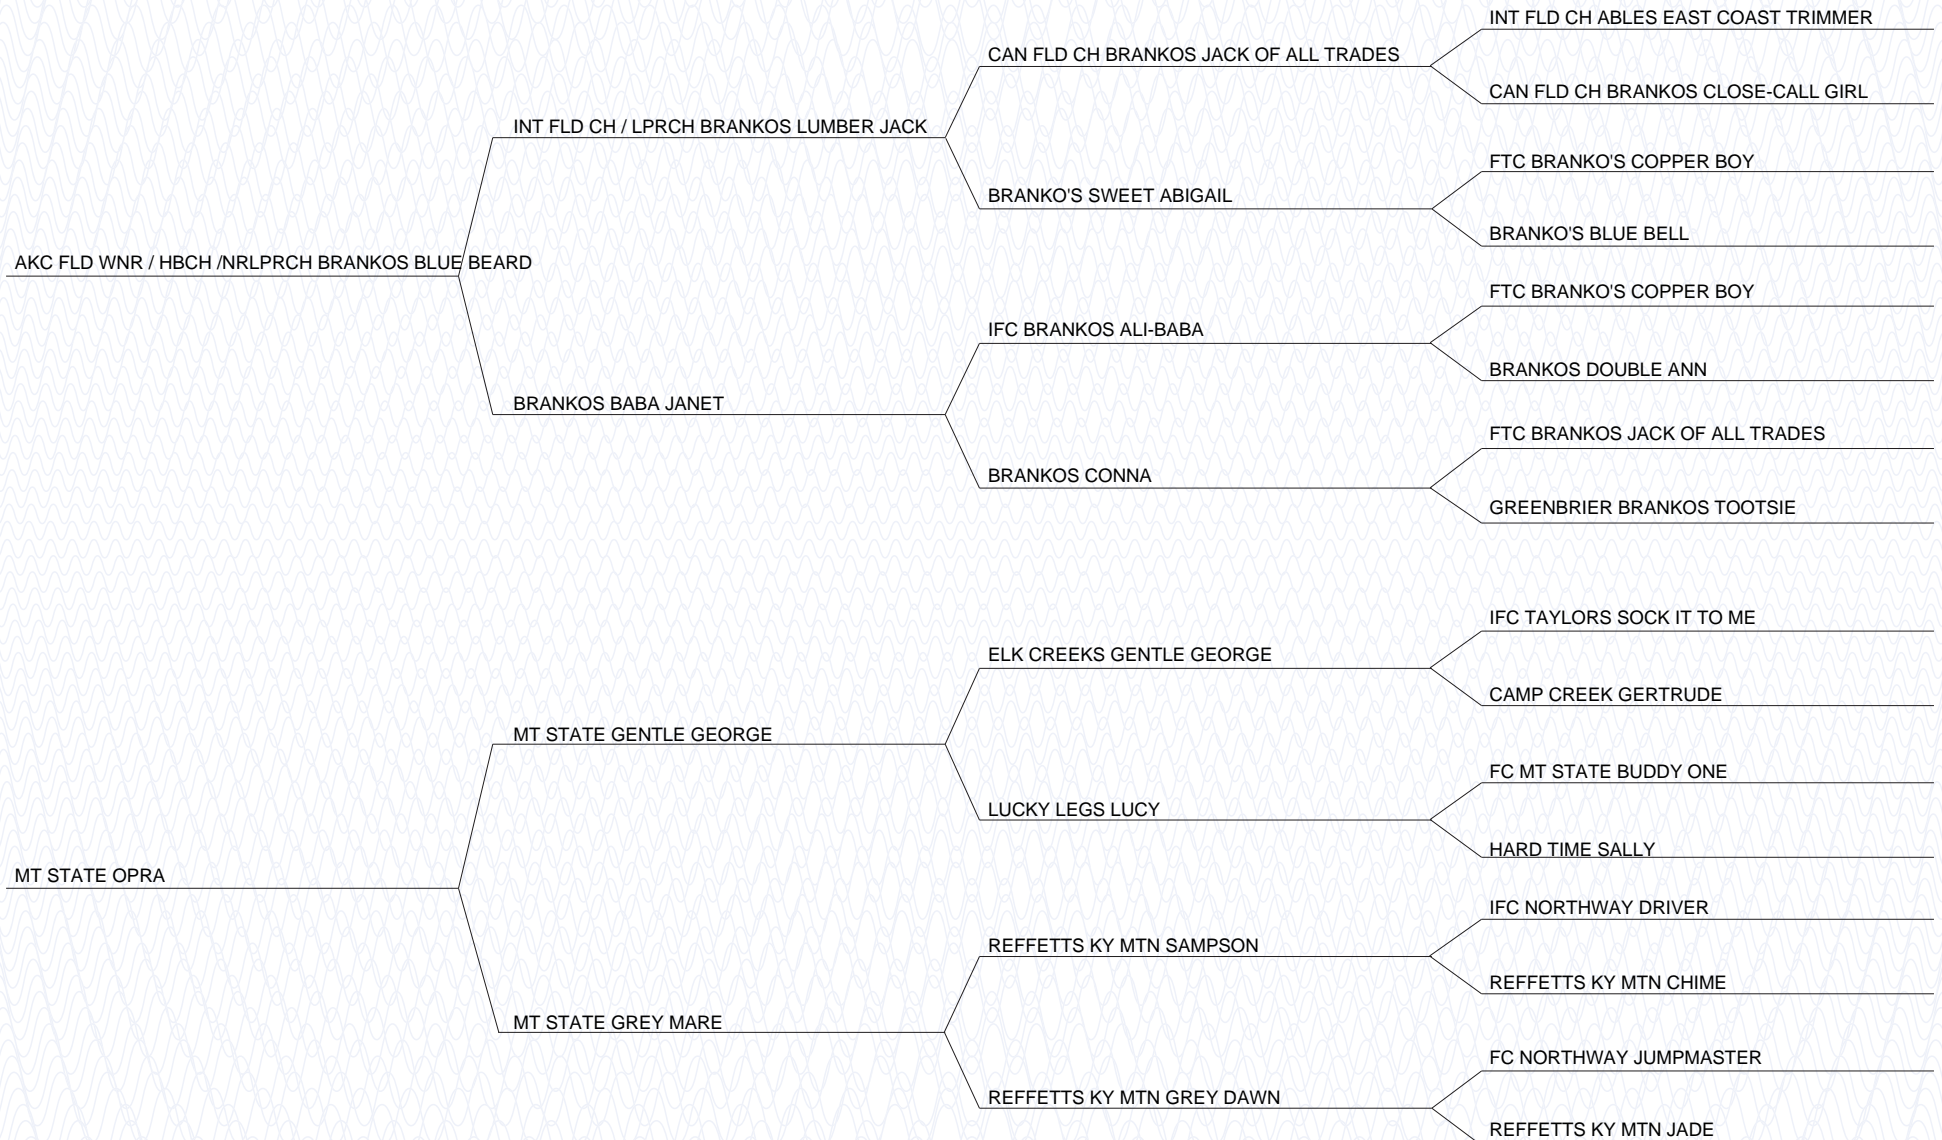 INT FLD CH ABLES EAST COAST TRIMMER
CAN FLD CH BRANKOS JACK OF ALL TRADES
CAN FLD CH BRANKOS CLOSE-CALL GIRL
INT FLD CH / LPRCH BRANKOS LUMBER JACK
FTC BRANKO'S COPPER BOY
BRANKO'S SWEET ABIGAIL
BRANKO'S BLUE BELL
AKC FLD WNR / HBCH /NRLPRCH BRANKOS BLUE BEARD
FTC BRANKO'S COPPER BOY
IFC BRANKOS ALI-BABA
BRANKOS DOUBLE ANN
BRANKOS BABA JANET
FTC BRANKOS JACK OF ALL TRADES
BRANKOS CONNA
GREENBRIER BRANKOS TOOTSIE
IFC TAYLORS SOCK IT TO ME
ELK CREEKS GENTLE GEORGE
CAMP CREEK GERTRUDE
MT STATE GENTLE GEORGE
FC MT STATE BUDDY ONE
LUCKY LEGS LUCY
HARD TIME SALLY
MT STATE OPRA
IFC NORTHWAY DRIVER
REFFETTS KY MTN SAMPSON
REFFETTS KY MTN CHIME
MT STATE GREY MARE
FC NORTHWAY JUMPMASTER
REFFETTS KY MTN GREY DAWN
REFFETTS KY MTN JADE